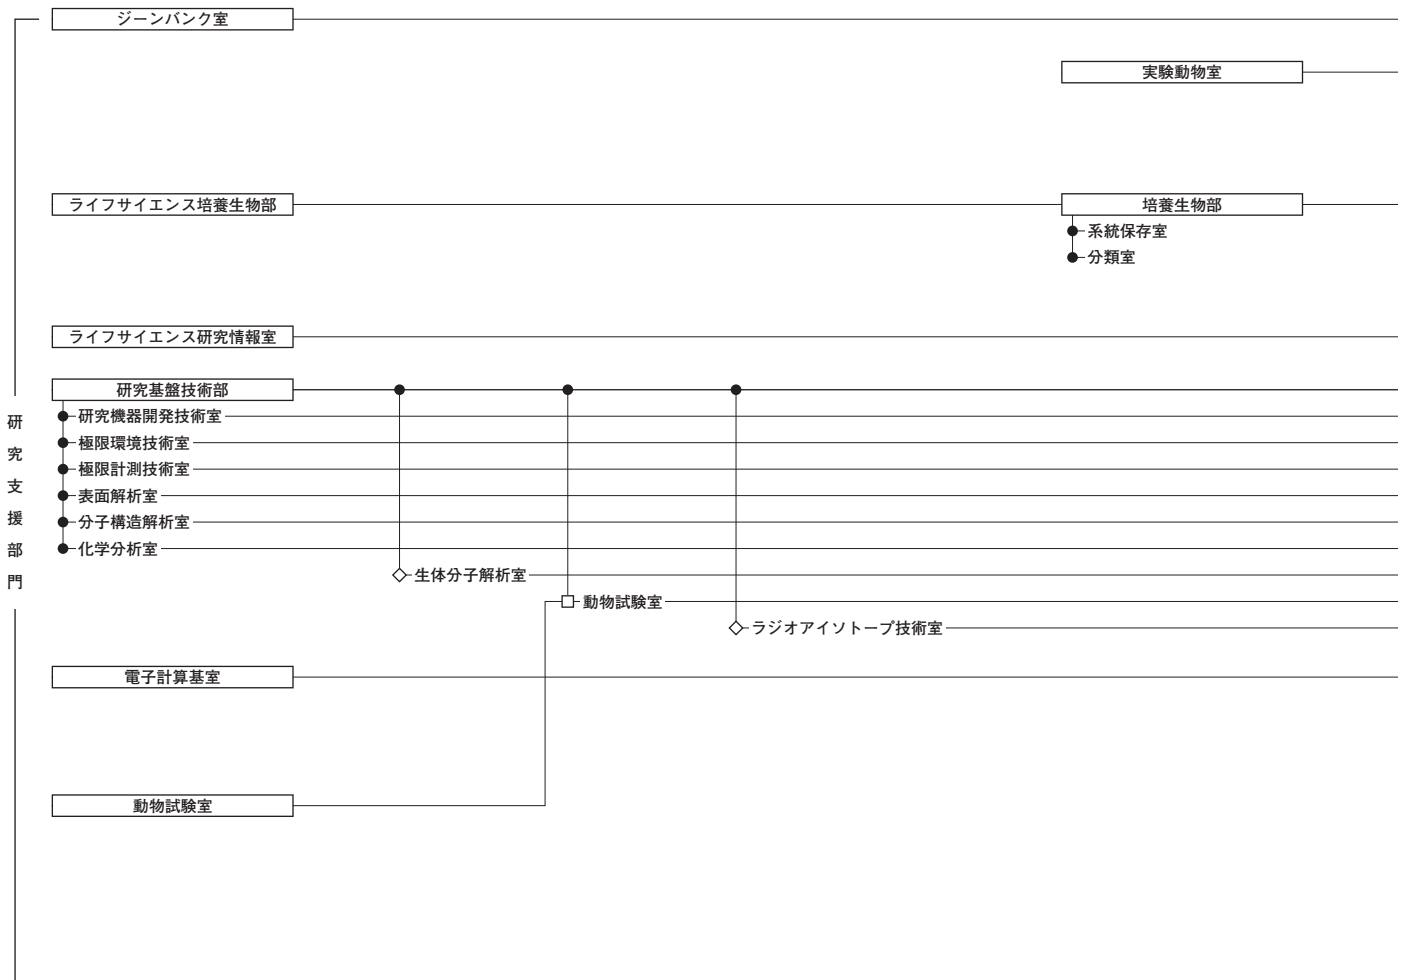 ジーンバンク室
実験動物室
ライフサイエンス培養生物部
培養生物部
系統保存室
分類室
ライフサイエンス研究情報室
研究基盤技術部
研究機器開発技術室
極限環境技術室
極限計測技術室
表面解析室
分子構造解析室
化学分析室
生体分子解析室
動物試験室
ラジオアイソトープ技術室
電子計算基室
動物試験室
研究支援部門